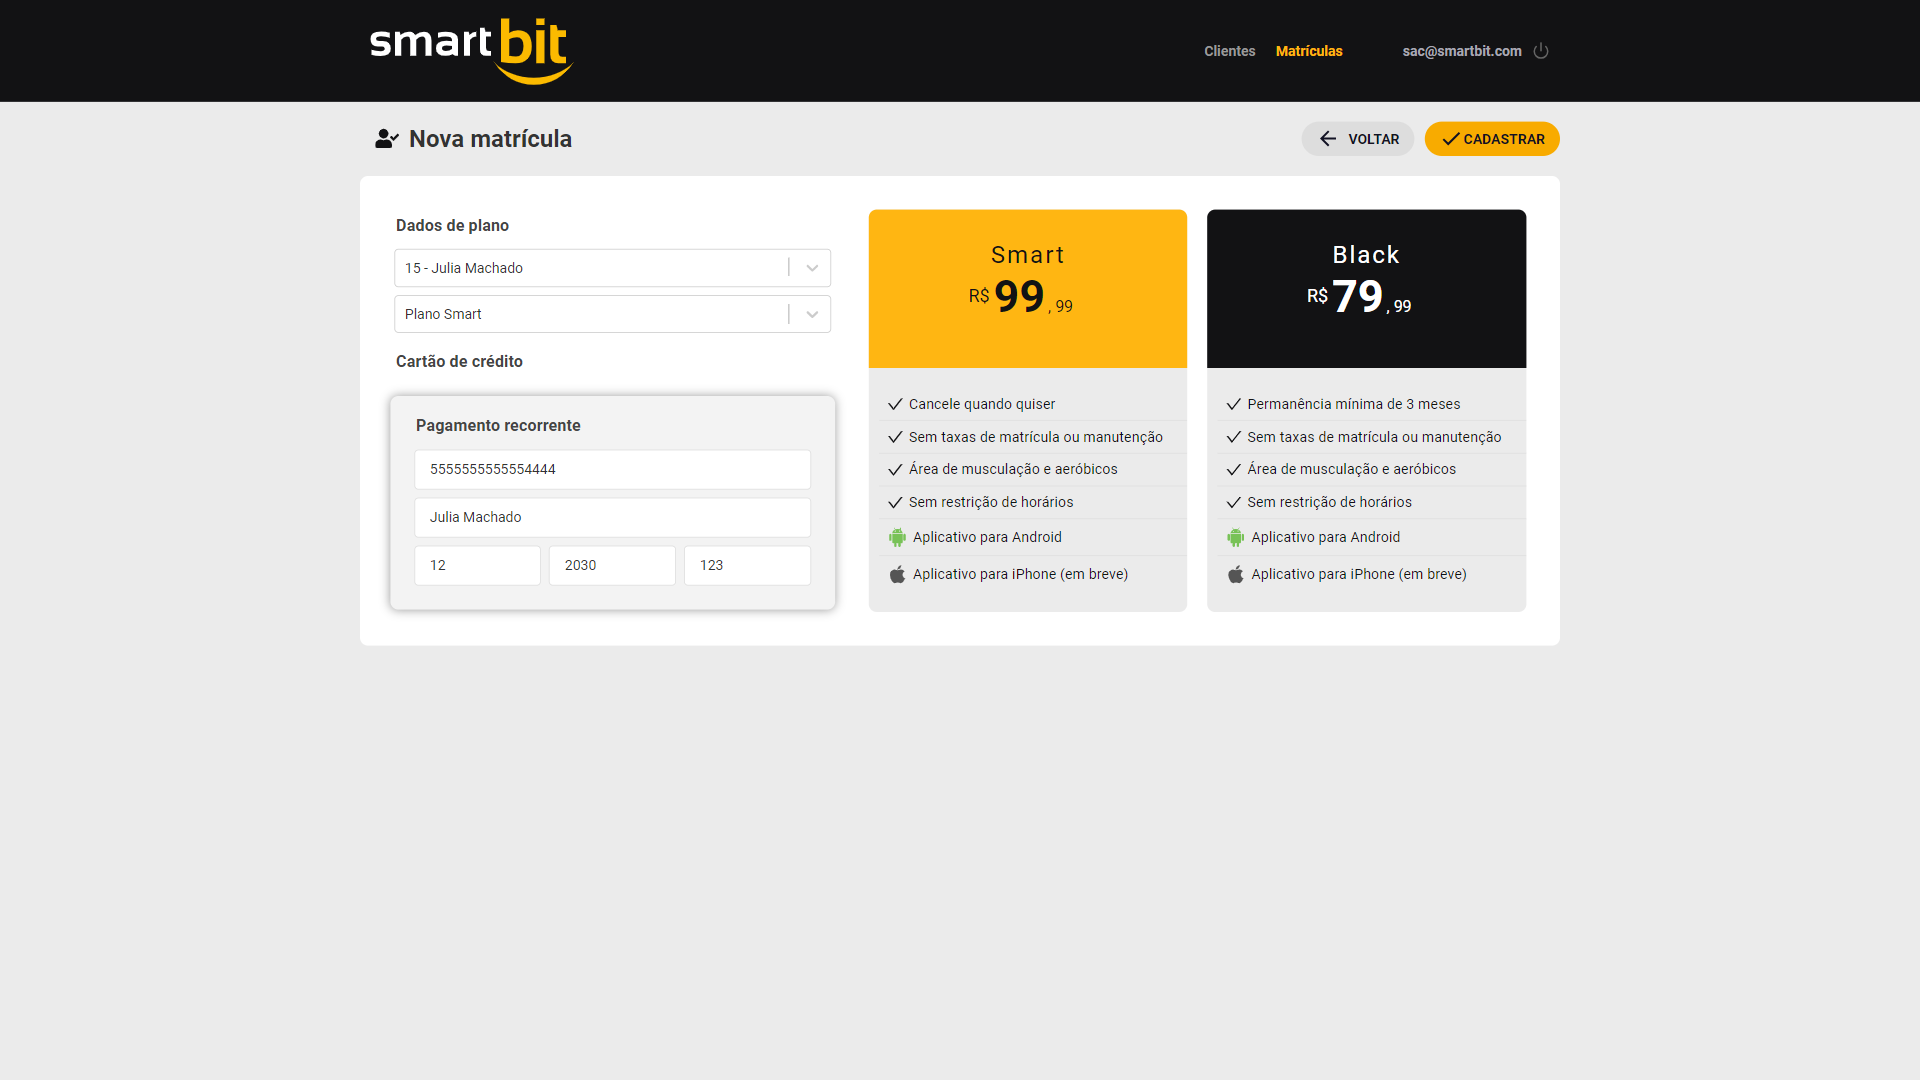 smartbit
Clientes Matrículas sac@smartbit.com
Nova matrícula
VOLTAR CADASTRAR
Dados de plano
15 - Julia Machado
Plano Smart
Cartão de crédito
Pagamento recorrente
5555555555554444
Julia Machado
12 2030 123
Smart
R$ 99, 99
Cancele quando quiser
Sem taxas de matrícula ou manutenção
Área de musculação e aeróbicos
Sem restrição de horários
Aplicativo para Android
Aplicativo para iPhone (em breve)
Black
R$ 79, 99
Permanência mínima de 3 meses
Sem taxas de matrícula ou manutenção
Área de musculação e aeróbicos
Sem restrição de horários
Aplicativo para Android
Aplicativo para iPhone (em breve)